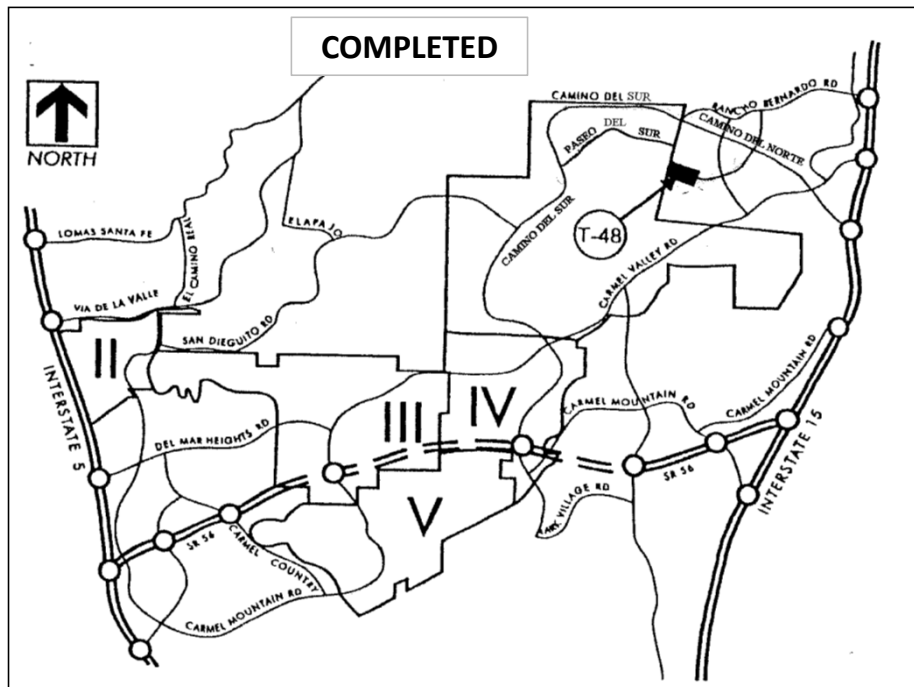 COMPLETED
NORTH
CAMINO DEL SUR
RANCHO BERNARDO RD
CAMINO DEL NORTE
PASEO DEL SUR
LOMAS SANTA FE
EL CAMINO REAL
EL APAJO
CAMINO DEL SUR
T-48
CARMEL VALLEY RD
VIA DE LA VALLE
SAN DIEGUITO RD
II
INTERSTATE 5
III
IV
DEL MAR HEIGHTS RD
CARMEL MOUNTAIN RD
CARMEL MOUNTAIN RD
INTERSTATE 15
SR 56
V
PARK VILLAGE RD
SR 56
CARMEL COUNTRY
CARMEL MOUNTAIN RD